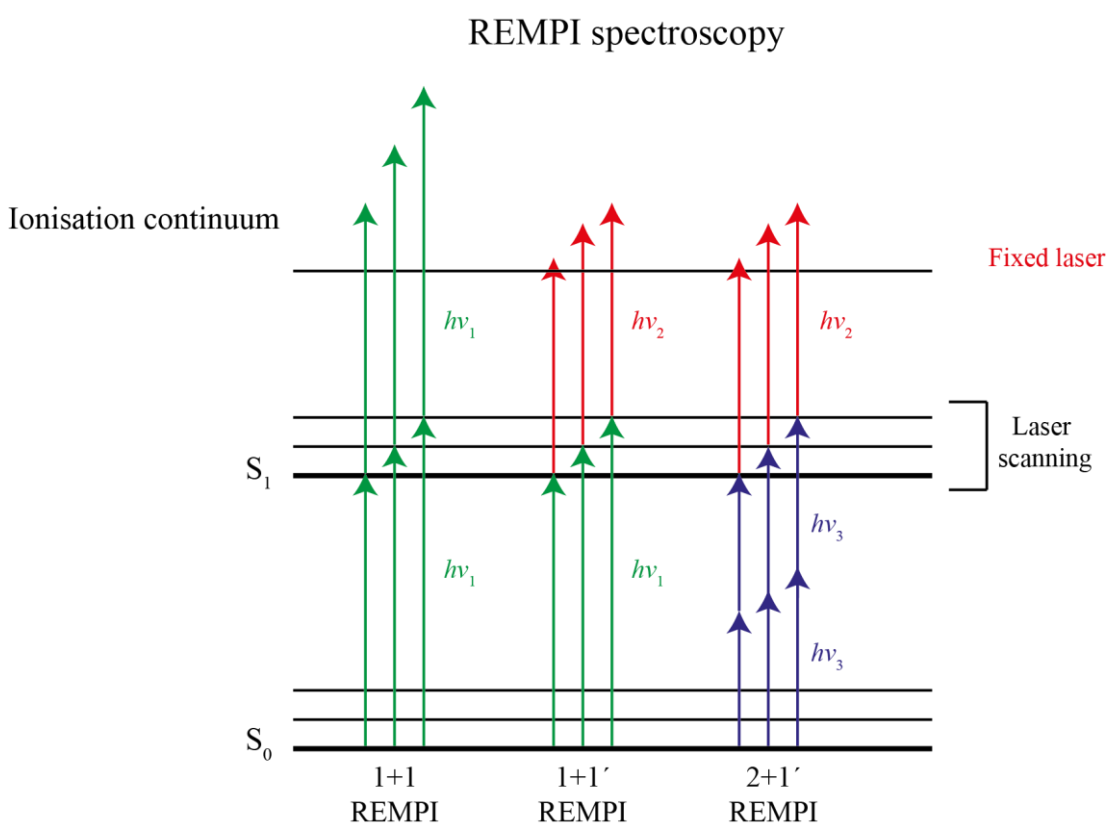 REMPI spectroscopy
Ionisation continuum
Fixed laser
hν₁
hν₂
hν₂
Laser
scanning
S₁
hν₃
hν₁
hν₁
hν₃
S₀
1+1
REMPI
1+1´
REMPI
2+1´
REMPI